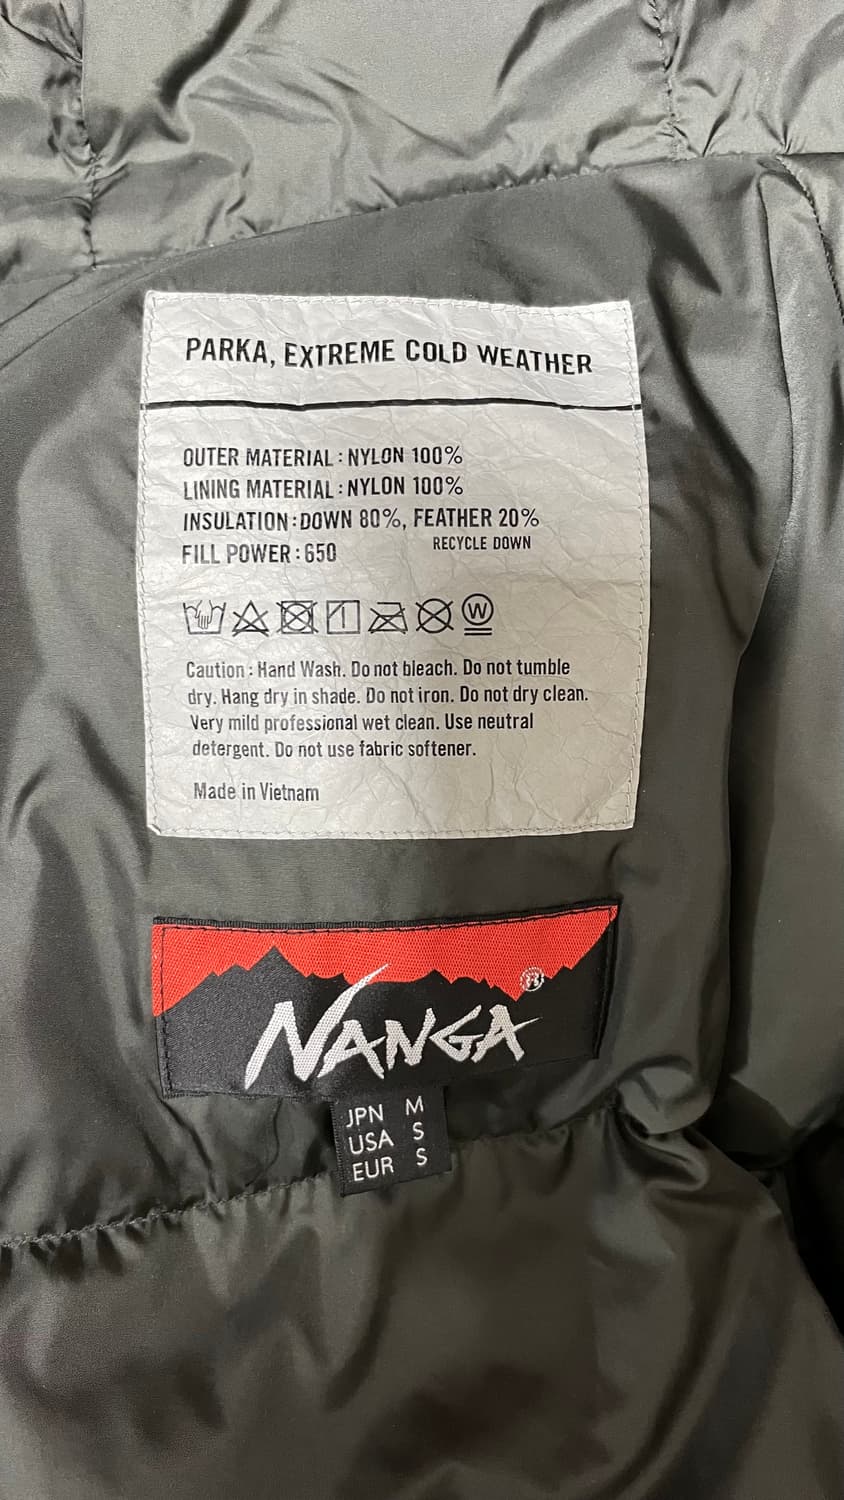 PARKA, EXTREME COLD WEATHER
OUTER MATERIAL : NYLON 100%
LINING MATERIAL : NYLON 100%
INSULATION : DOWN 80%, FEATHER 20%
RECYCLE DOWN
FILL POWER : 650
W
Caution : Hand Wash. Do not bleach. Do not tumble
dry. Hang dry in shade. Do not iron. Do not dry clean.
Very mild professional wet clean. Use neutral
detergent. Do not use fabric softener.
Made in Vietnam
NANGA ®
JPN M
USA S
EUR S